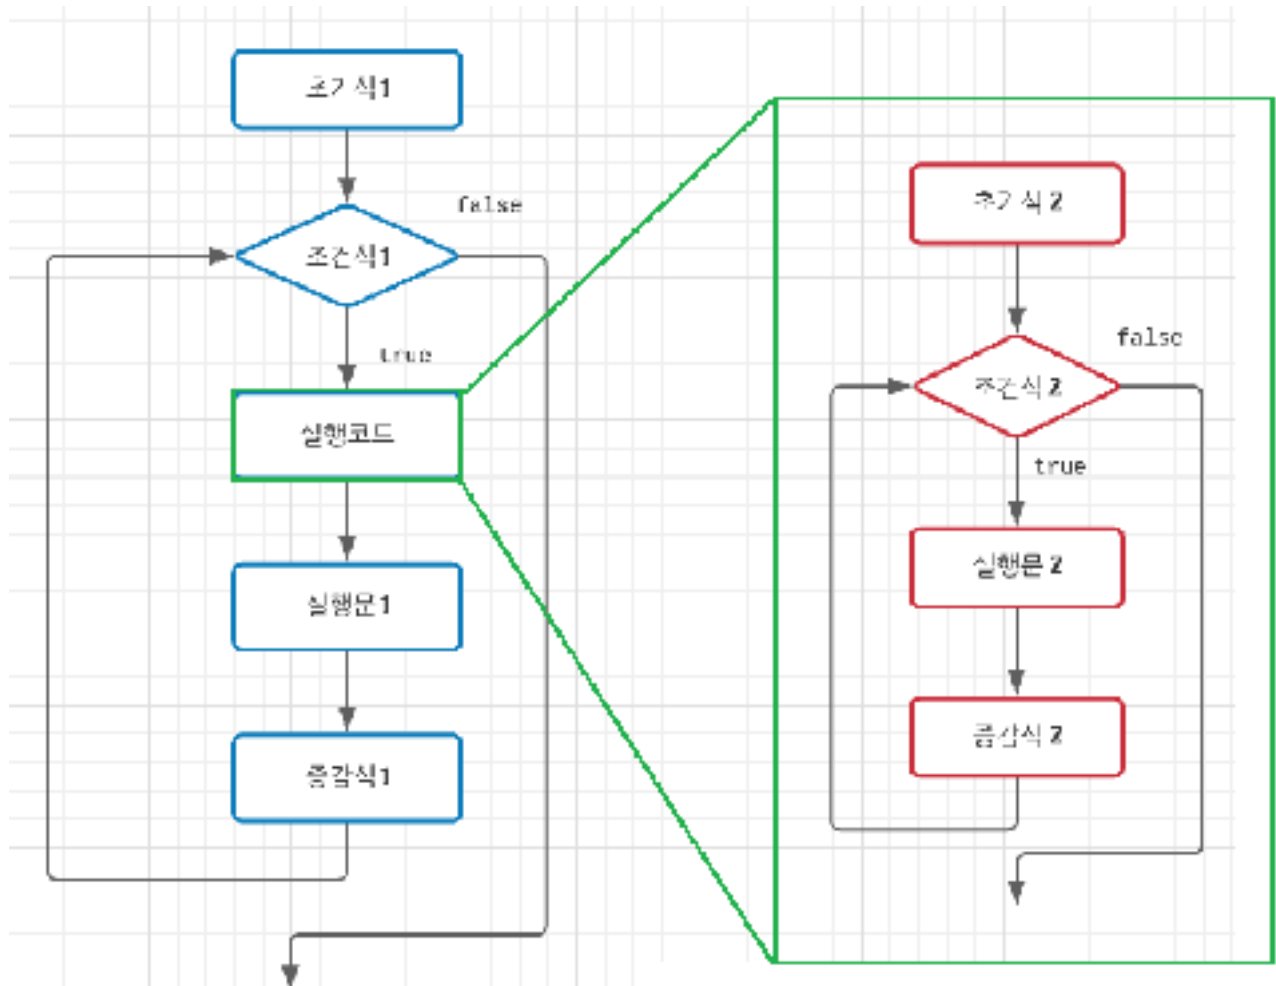 초기식1
false
조건식1
true
실행코드
실행문1
증감식1
초기식 2
false
조건식 2
true
실행문 2
증감식 2